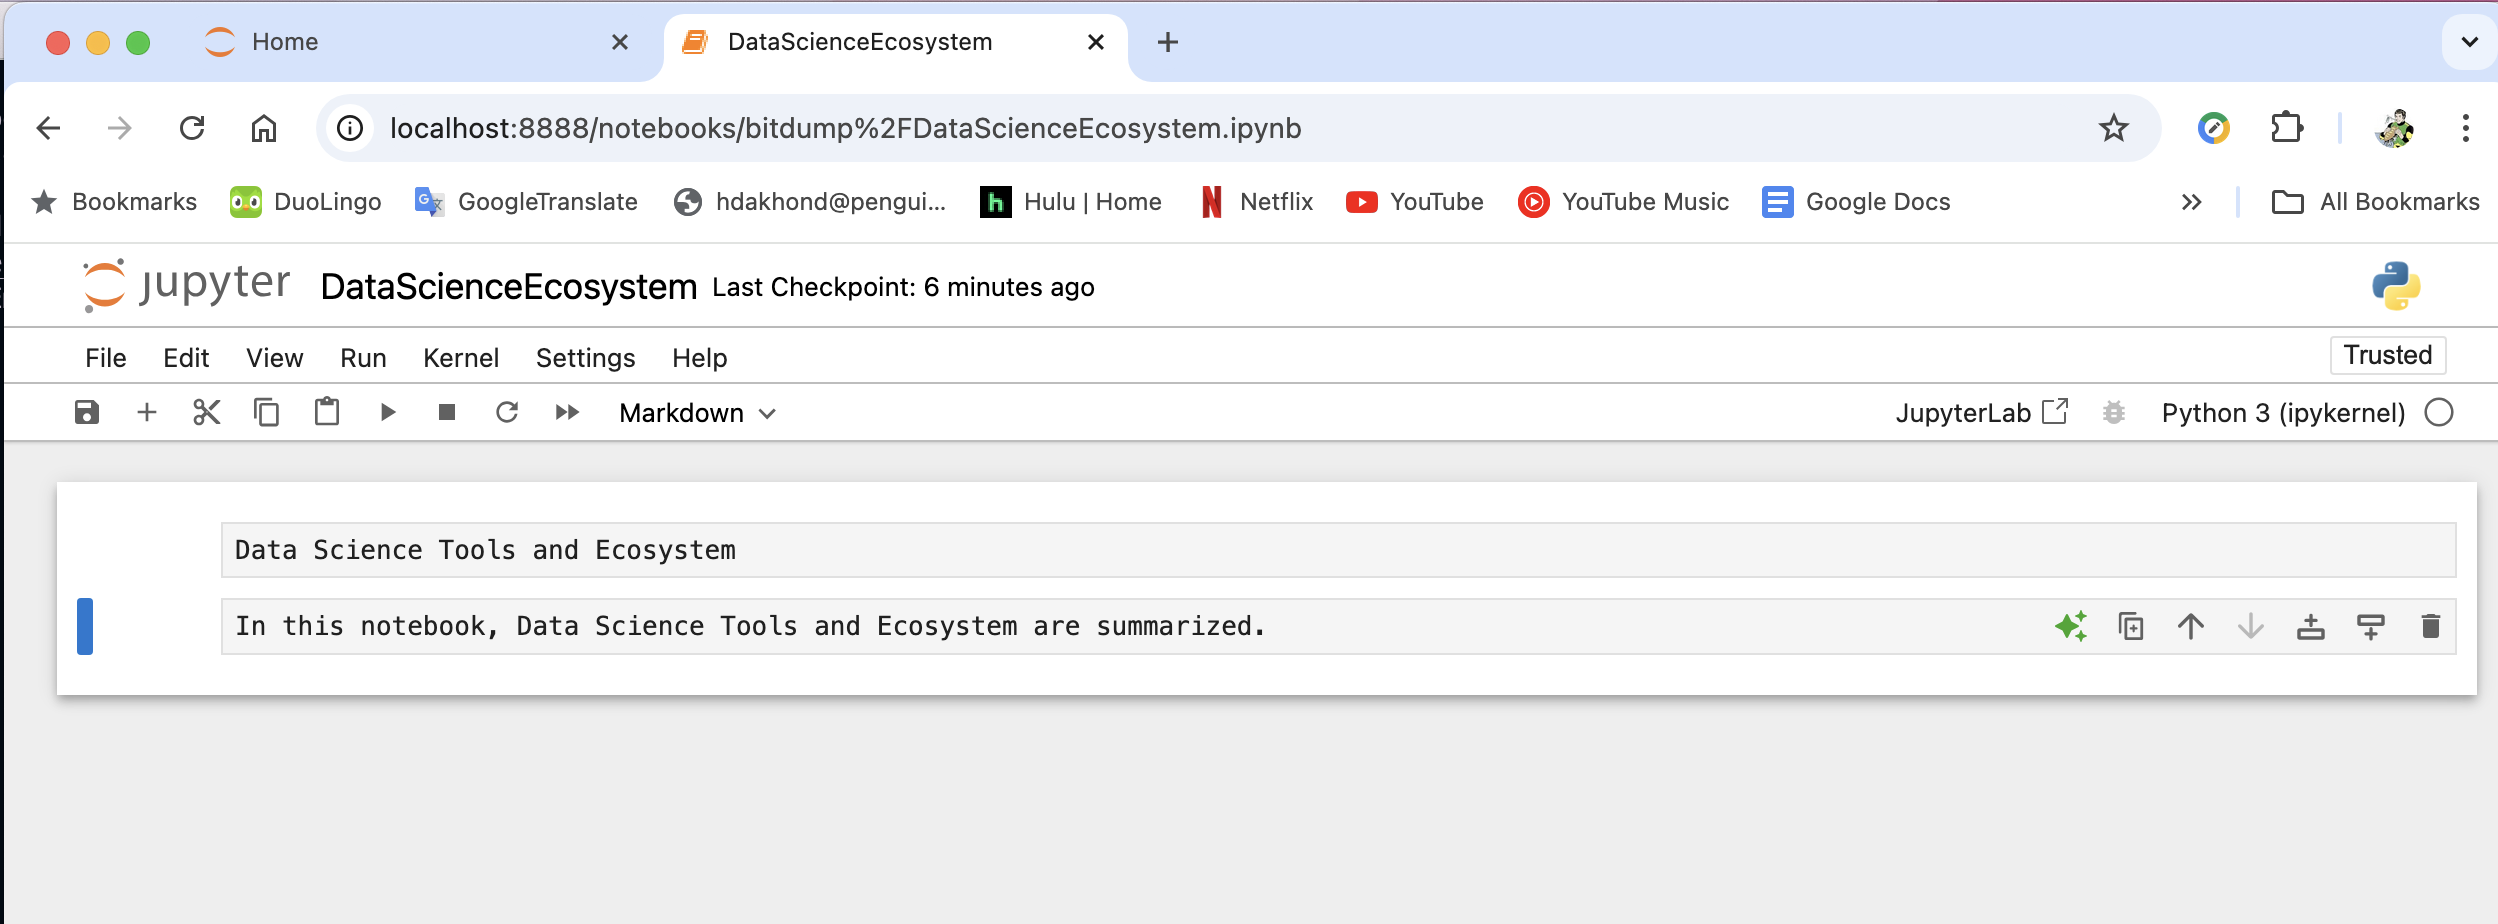 Home
DataScienceEcosystem
localhost:8888/notebooks/bitdump%2FDataScienceEcosystem.ipynb
Bookmarks DuoLingo GoogleTranslate hdakhond@pengui... Hulu | Home Netflix YouTube YouTube Music Google Docs All Bookmarks
jupyter DataScienceEcosystem Last Checkpoint: 6 minutes ago
File Edit View Run Kernel Settings Help Trusted
Markdown JupyterLab Python 3 (ipykernel)
Data Science Tools and Ecosystem
In this notebook, Data Science Tools and Ecosystem are summarized.